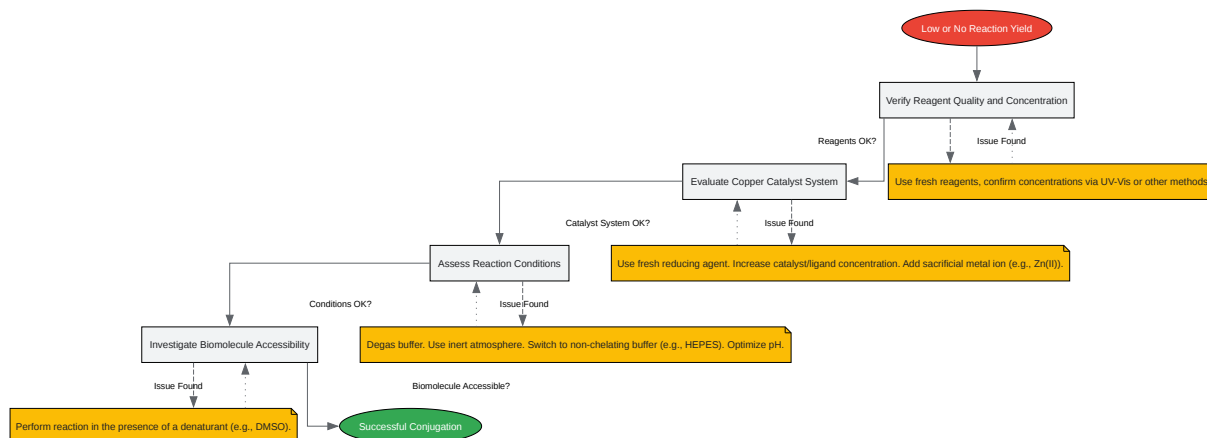 Low or No Reaction Yield
Verify Reagent Quality and Concentration
Reagents OK?
Issue Found
Use fresh reagents, confirm concentrations via UV-Vis or other methods
Evaluate Copper Catalyst System
Catalyst System OK?
Issue Found
Use fresh reducing agent. Increase catalyst/ligand concentration. Add sacrificial metal ion (e.g., Zn(II)).
Assess Reaction Conditions
Conditions OK?
Issue Found
Degas buffer. Use inert atmosphere. Switch to non-chelating buffer (e.g., HEPES). Optimize pH.
Investigate Biomolecule Accessibility
Issue Found
Biomolecule Accessible?
Perform reaction in the presence of a denaturant (e.g., DMSO).
Successful Conjugation